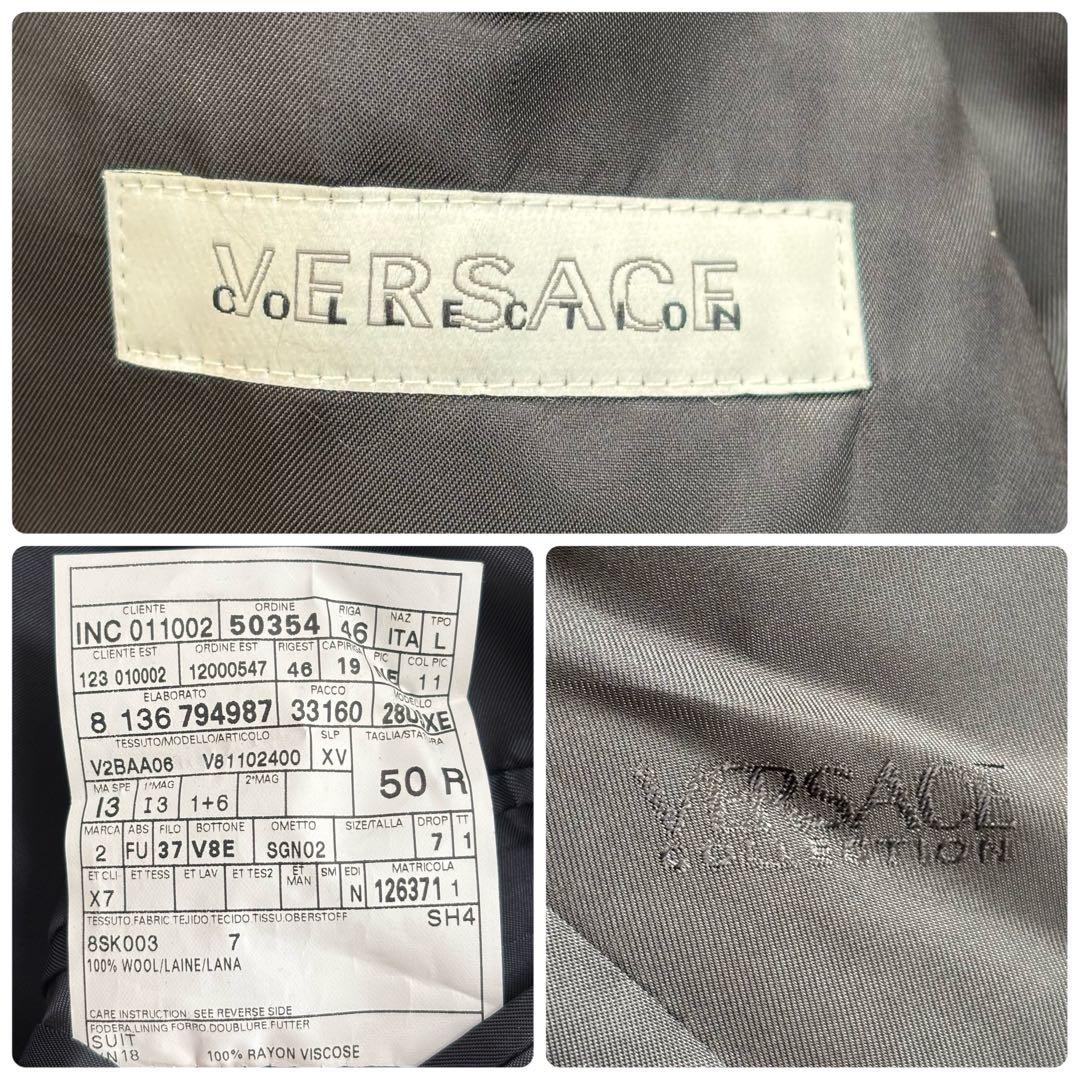 VERSACE
COLLECTION
CLIENTE ORDINE RIGA NAZ TPO
INC 011002 50354 46 ITA L
CLIENTE EST ORDINE EST RIGEST CAPIRIGA PIC COL PIC
123 010002 12000547 46 19 11
ELABORATO PACCO MODELLO
8 136 794987 33160
TESSUTO/MODELLO/ARTICOLO SLP TAGLIA/STATURA
V2BAA06 V81102400 XV 50 R
MA SPE 1°MAG 2°MAG
13 I3 1+6
MARCA ABS FILO BOTTONE OMETTO SIZE/TALLA DROP TT
2 FU 37 V8E SGN02 7 1
ET CLI ET TESS ET LAV ET TES2 ET MAN SM EDI MATRICOLA
X7 N 126371 1
TESSUTO.FABRIC.TEJIDO.TECIDO.TISSU.OBERSTOFF SH4
8SK003 7
100% WOOL/LAINE/LANA
CARE INSTRUCTION: SEE REVERSE SIDE
FODERA.LINING.FORRO.DOUBLURE.FUTTER
SUIT
100% RAYON VISCOSE
VERSACE
COLLECTION